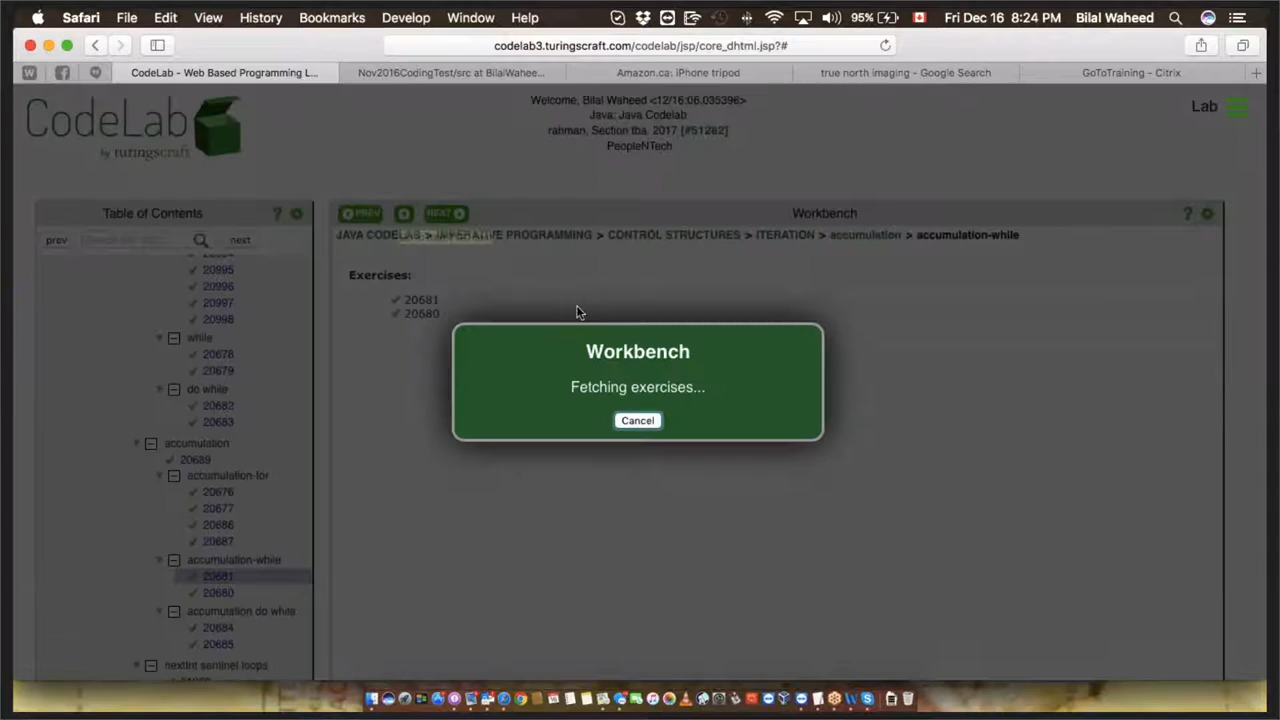 Safari File Edit View History Bookmarks Develop Window Help 95% Fri Dec 16 8:24 PM Bilal Waheed
codelab3.turingscraft.com/codelab/jsp/core_dhtml.jsp?#
CodeLab - Web Based Programming L... Nov2016CodingTest/src at BilalWahee... Amazon.ca: iPhone tripod true north imaging - Google Search GoToTraining - Citrix
CodeLab
by turingscraft
Welcome, Bilal Waheed <12/16:06.035396>
Java: Java Codelab
rahman, Section tba, 2017 [#51282]
PeopleNTech
Lab
Table of Contents ?
prev next
20995
20996
20997
20998
while
20678
20679
do while
20682
20683
accumulation
20689
accumulation-for
20676
20677
20686
20687
accumulation-while
20681
20680
accumulation do while
20684
20685
nextInt sentinel loops
PREV NEXT Workbench ?
JAVA CODELAB > IMPERATIVE PROGRAMMING > CONTROL STRUCTURES > ITERATION > accumulation > accumulation-while
Exercises:
20681
20680
Workbench
Fetching exercises...
Cancel